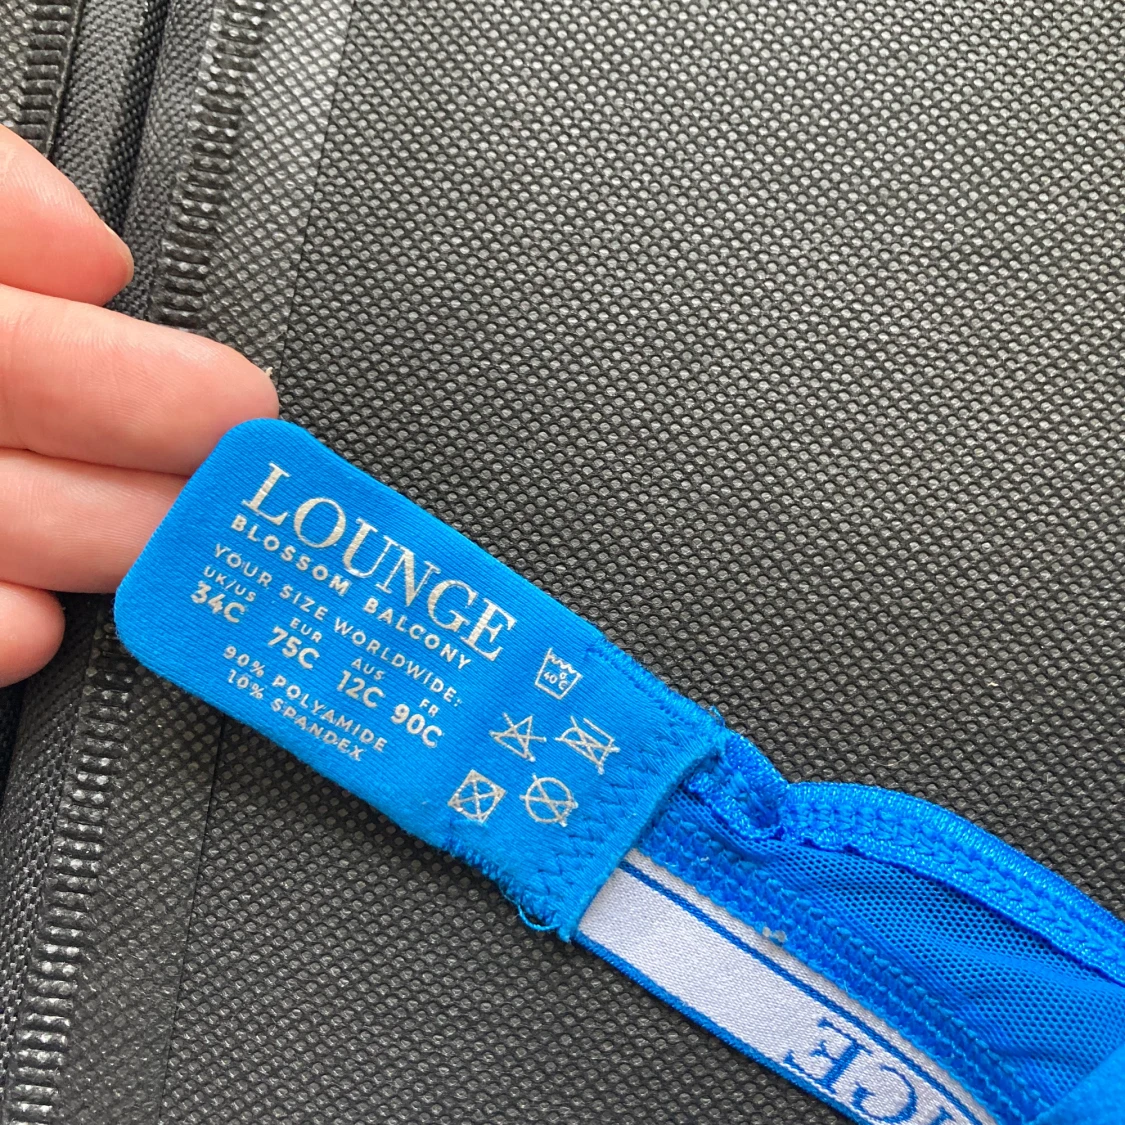 LOUNGE
BLOSSOM BALCONY
YOUR SIZE WORLDWIDE:
UK/US EUR AUS FR
34C 75C 12C 90C
90% POLYAMIDE
10% SPANDEX
40°C
NGE